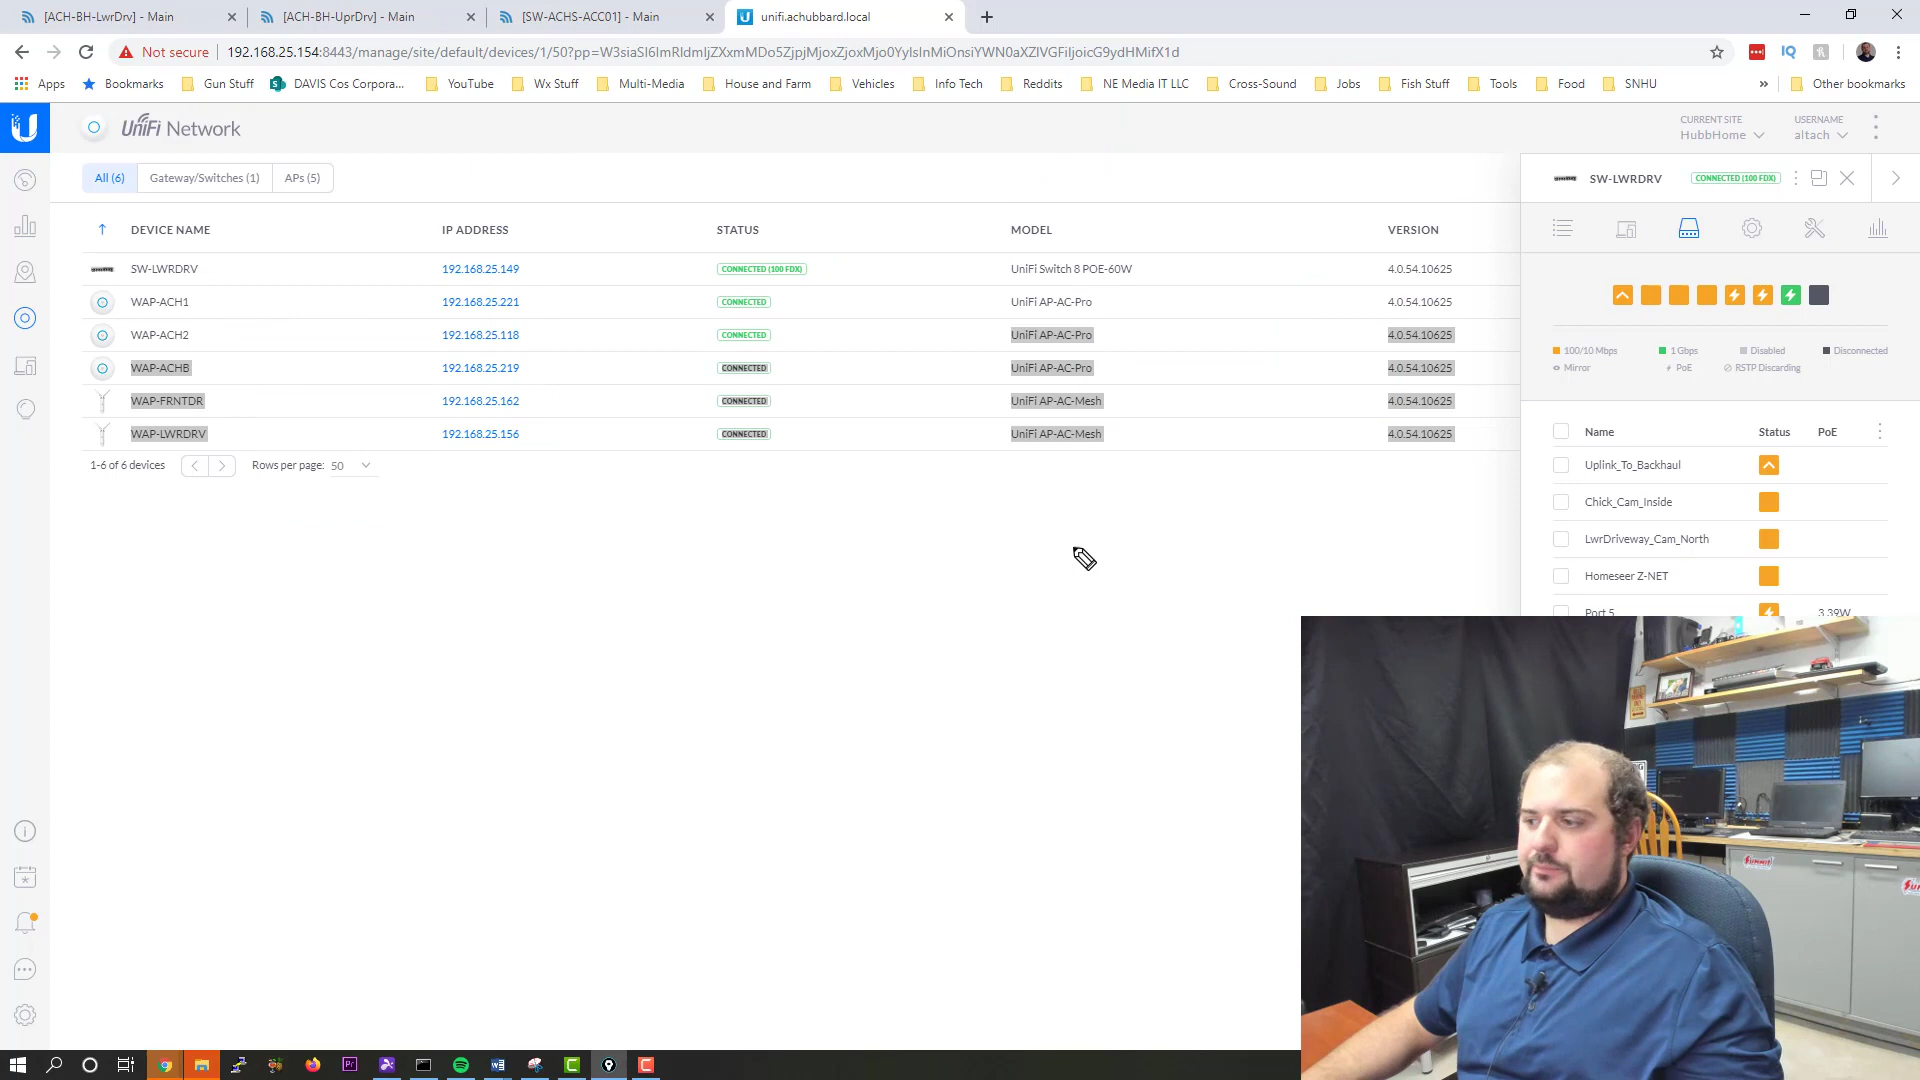 [ACH-BH-LwrDrv] - Main
[ACH-BH-UprDrv] - Main
[SW-ACHS-ACC01] - Main
unifi.achubbard.local
Not secure
192.168.25.154:8443/manage/site/default/devices/1/50?pp=W3siaSI6ImRldmljZXxmMDo5ZjpjMjoxZjoxMjo0YyIsInMiOnsiYWN0aXZlVGFiIjoicG9ydHMifX1d
Apps
Bookmarks
Gun Stuff
DAVIS Cos Corpora...
YouTube
Wx Stuff
Multi-Media
House and Farm
Vehicles
Info Tech
Reddits
NE Media IT LLC
Cross-Sound
Jobs
Fish Stuff
Tools
Food
SNHU
»
Other bookmarks
UniFi Network
CURRENT SITE
HubbHome
USERNAME
altach
All (6)
Gateway/Switches (1)
APs (5)
DEVICE NAME IP ADDRESS STATUS MODEL VERSION
SW-LWRDRV 192.168.25.149 CONNECTED (100 FDX) UniFi Switch 8 POE-60W 4.0.54.10625
WAP-ACH1 192.168.25.221 CONNECTED UniFi AP-AC-Pro 4.0.54.10625
WAP-ACH2 192.168.25.118 CONNECTED UniFi AP-AC-Pro 4.0.54.10625
WAP-ACHB 192.168.25.219 CONNECTED UniFi AP-AC-Pro 4.0.54.10625
WAP-FRNTDR 192.168.25.162 CONNECTED UniFi AP-AC-Mesh 4.0.54.10625
WAP-LWRDRV 192.168.25.156 CONNECTED UniFi AP-AC-Mesh 4.0.54.10625
1-6 of 6 devices
Rows per page: 50
SW-LWRDRV CONNECTED (100 FDX)
100/10 Mbps 1 Gbps Disabled Disconnected
Mirror PoE RSTP Discarding
Name Status PoE
Uplink_To_Backhaul
Chick_Cam_Inside
LwrDriveway_Cam_North
Homeseer Z-NET
Port 5 3.39W
Summit